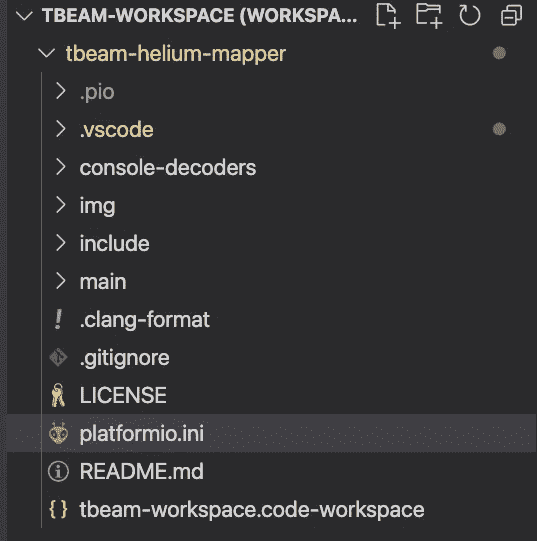 TBEAM-WORKSPACE (WORKSPA...
tbeam-helium-mapper
.pio
.vscode
console-decoders
img
include
main
.clang-format
.gitignore
LICENSE
platformio.ini
README.md
tbeam-workspace.code-workspace